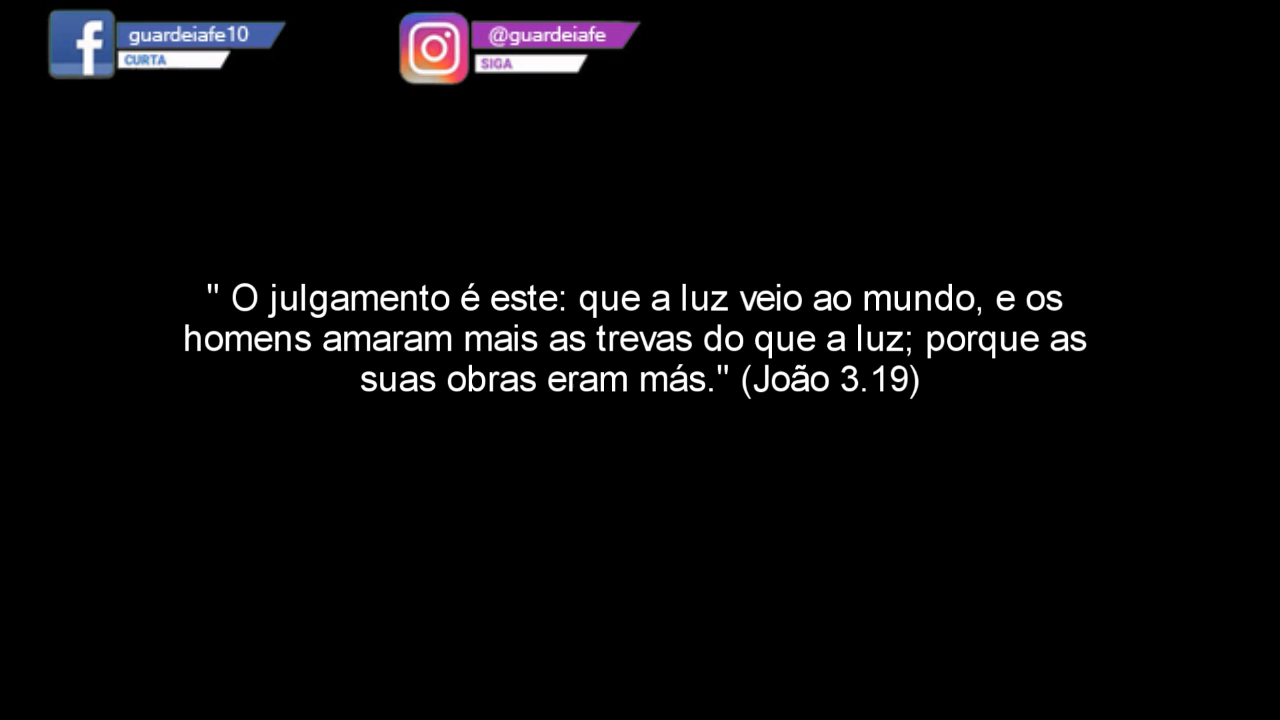 guardeiafe10
CURTA
@guardeiafe
SIGA
" O julgamento é este: que a luz veio ao mundo, e os
homens amaram mais as trevas do que a luz; porque as
suas obras eram más." (João 3.19)